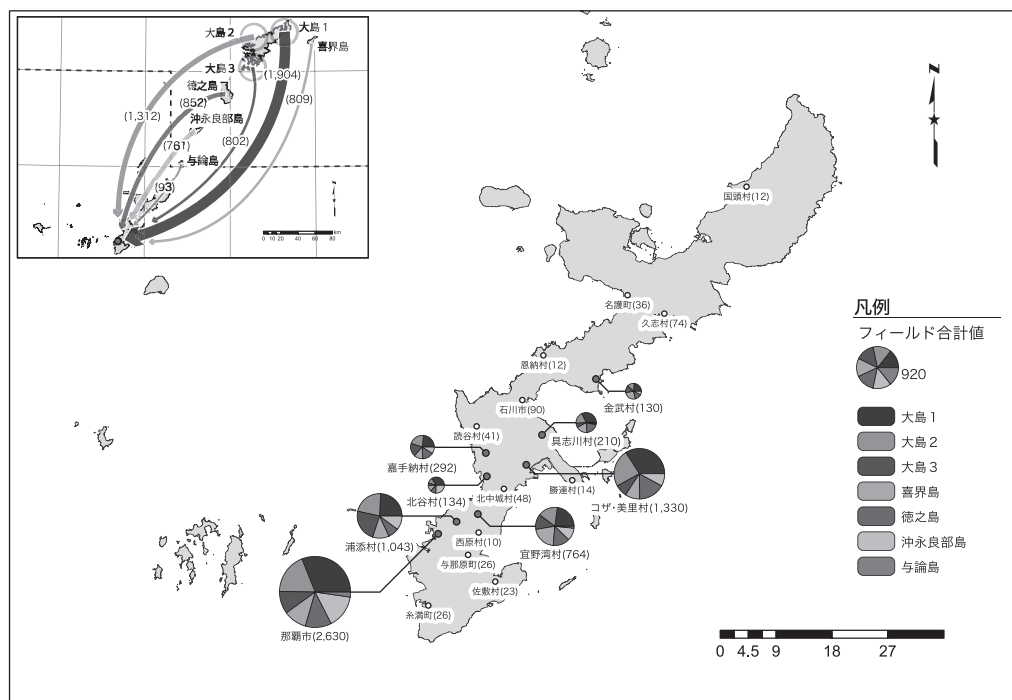 大島2
大島1
喜界島
大島3
(1,904)
徳之島
(852)
(809)
(1,312)
沖永良部島
(761)
(802)
与論島
(93)
N
0 10 20 40 60 80 km
N
国頭村(12)
名護町(36)
久志村(74)
恩納村(12)
金武村(130)
石川市(90)
読谷村(41)
具志川村(210)
嘉手納村(292)
北谷村(134)
北中城村(48)
勝連村(14)
コザ・美里村(1,330)
浦添村(1,043)
西原村(10)
宜野湾村(764)
与那原町(26)
佐敷村(23)
糸満町(26)
那覇市(2,630)
凡例
フィールド合計値
920
大島1
大島2
大島3
喜界島
徳之島
沖永良部島
与論島
0 4.5 9 18 27